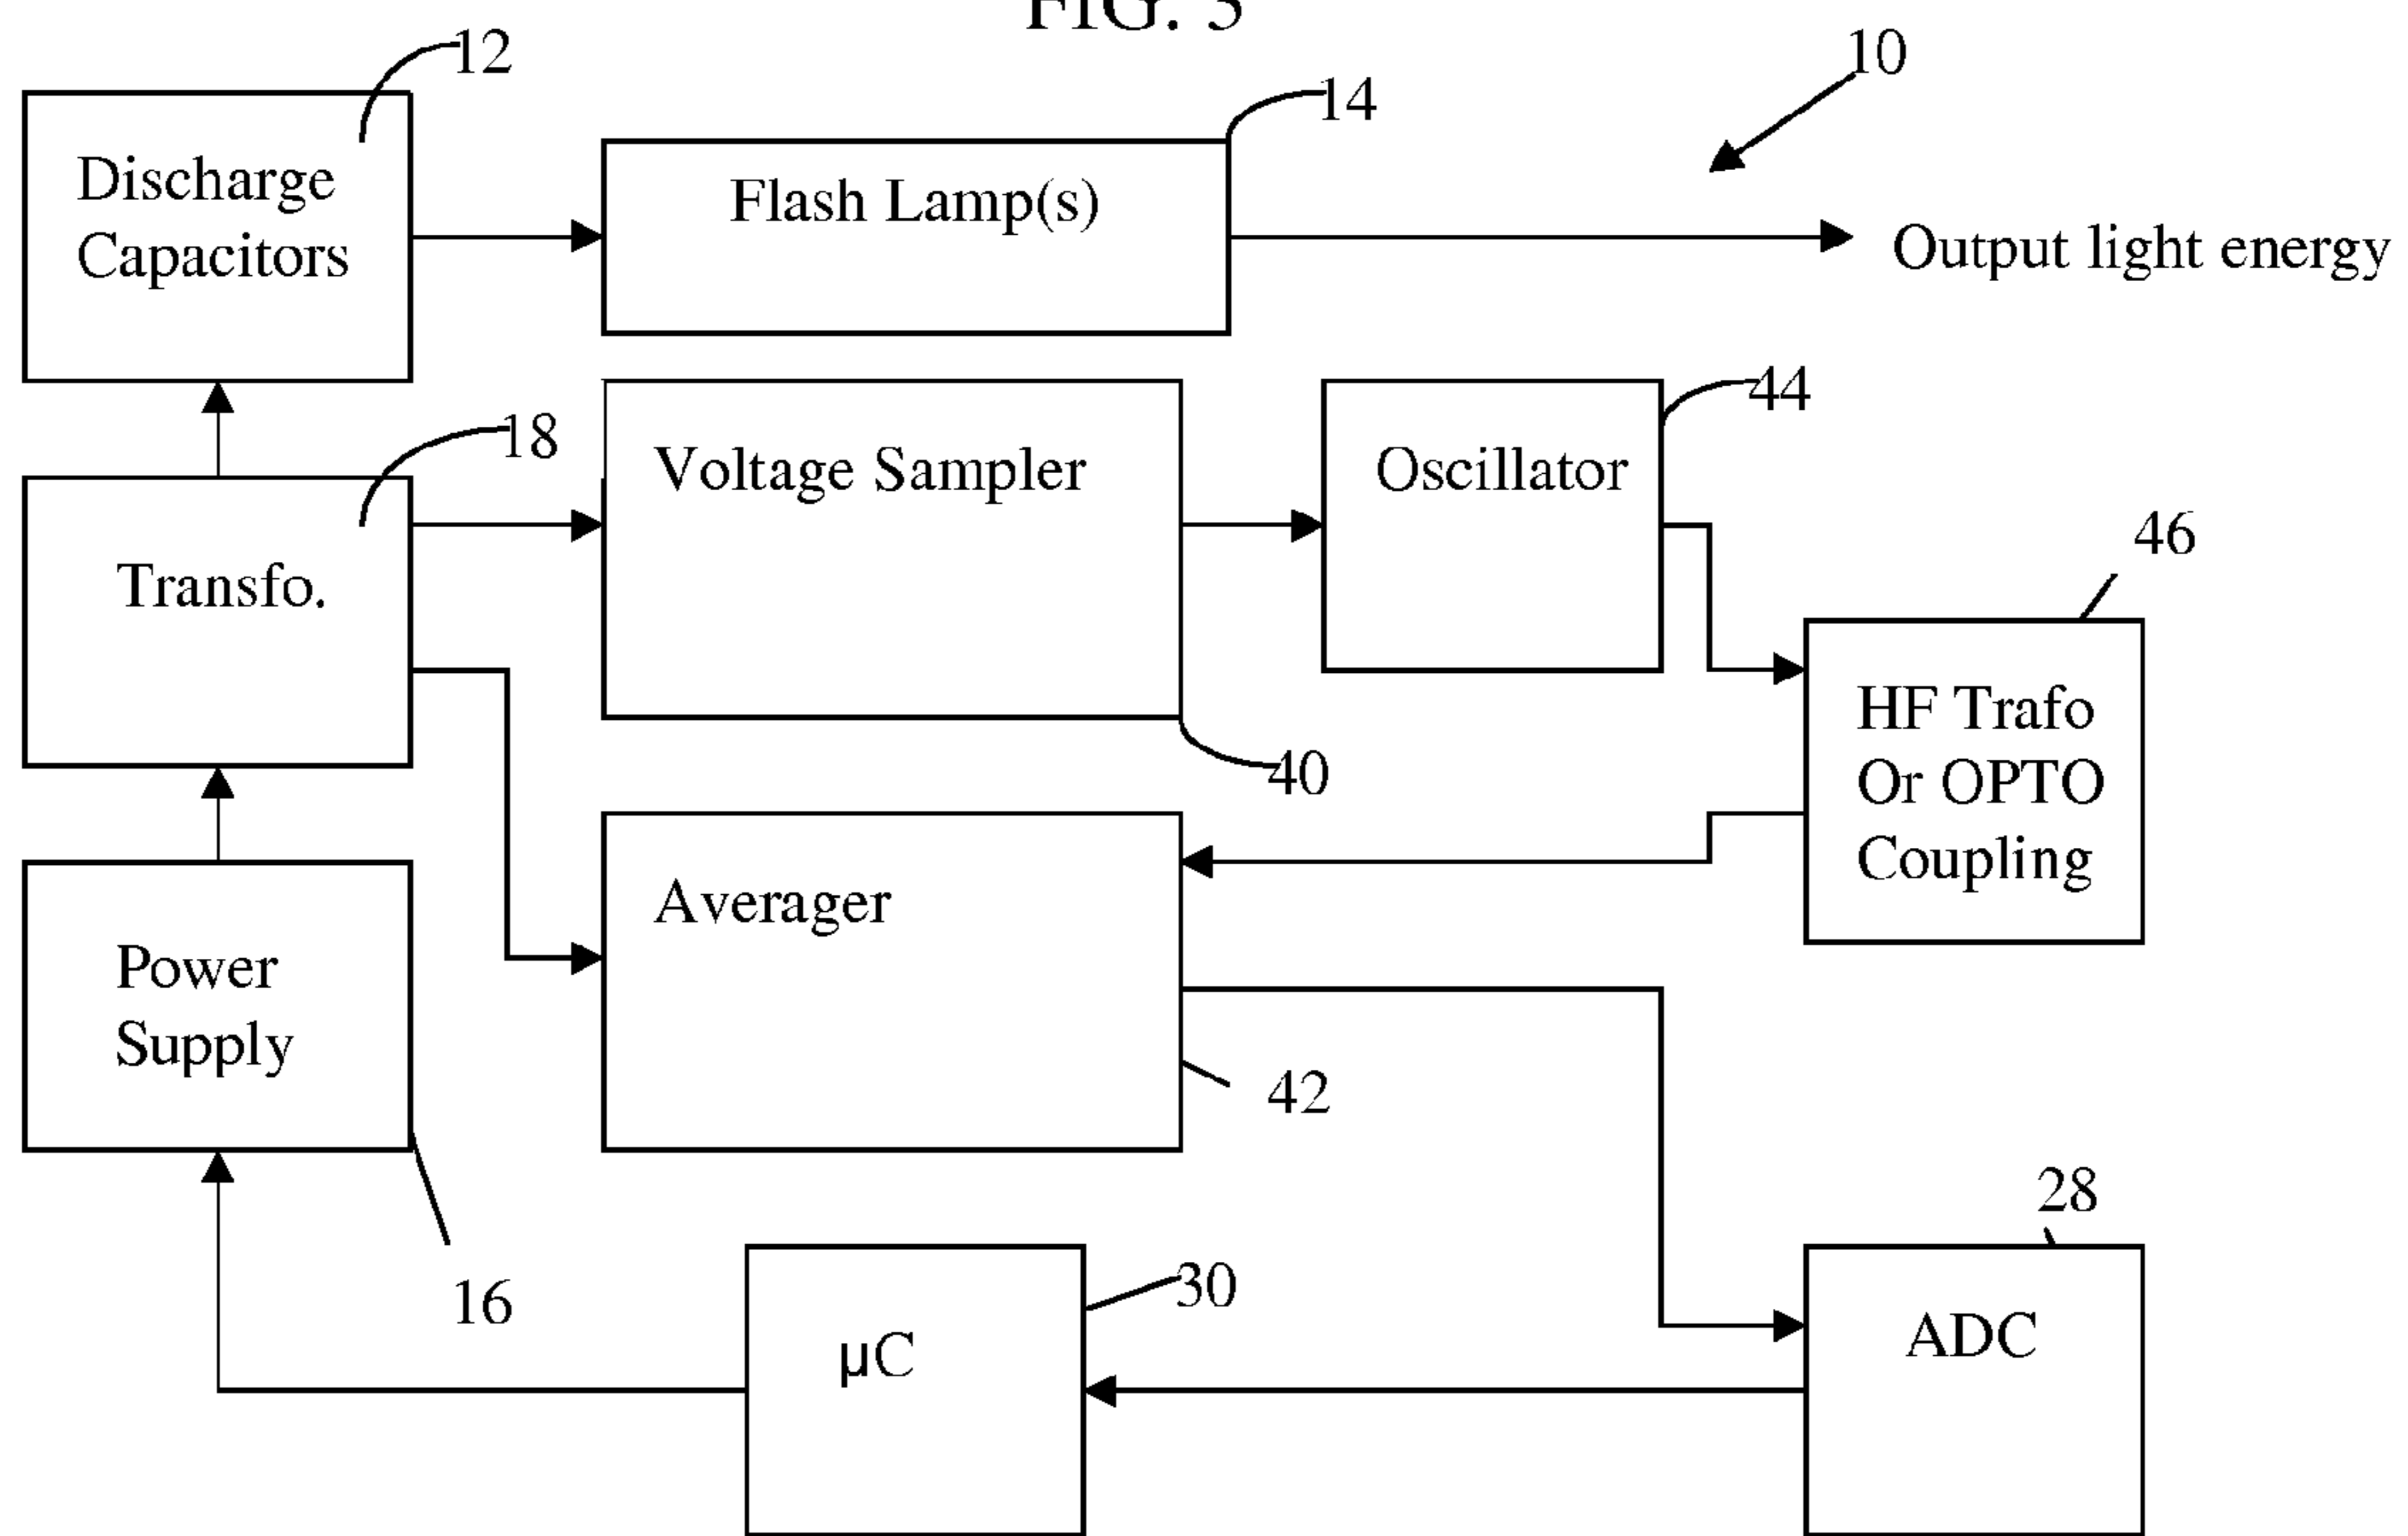 FIG. 3
12
10
14
Discharge
Capacitors
Flash Lamp(s)
Output light energy
18
44
Voltage Sampler
Oscillator
46
Transfo.
HF Trafo
Or OPTO
Coupling
40
Averager
Power
Supply
42
28
16
30
µC
ADC